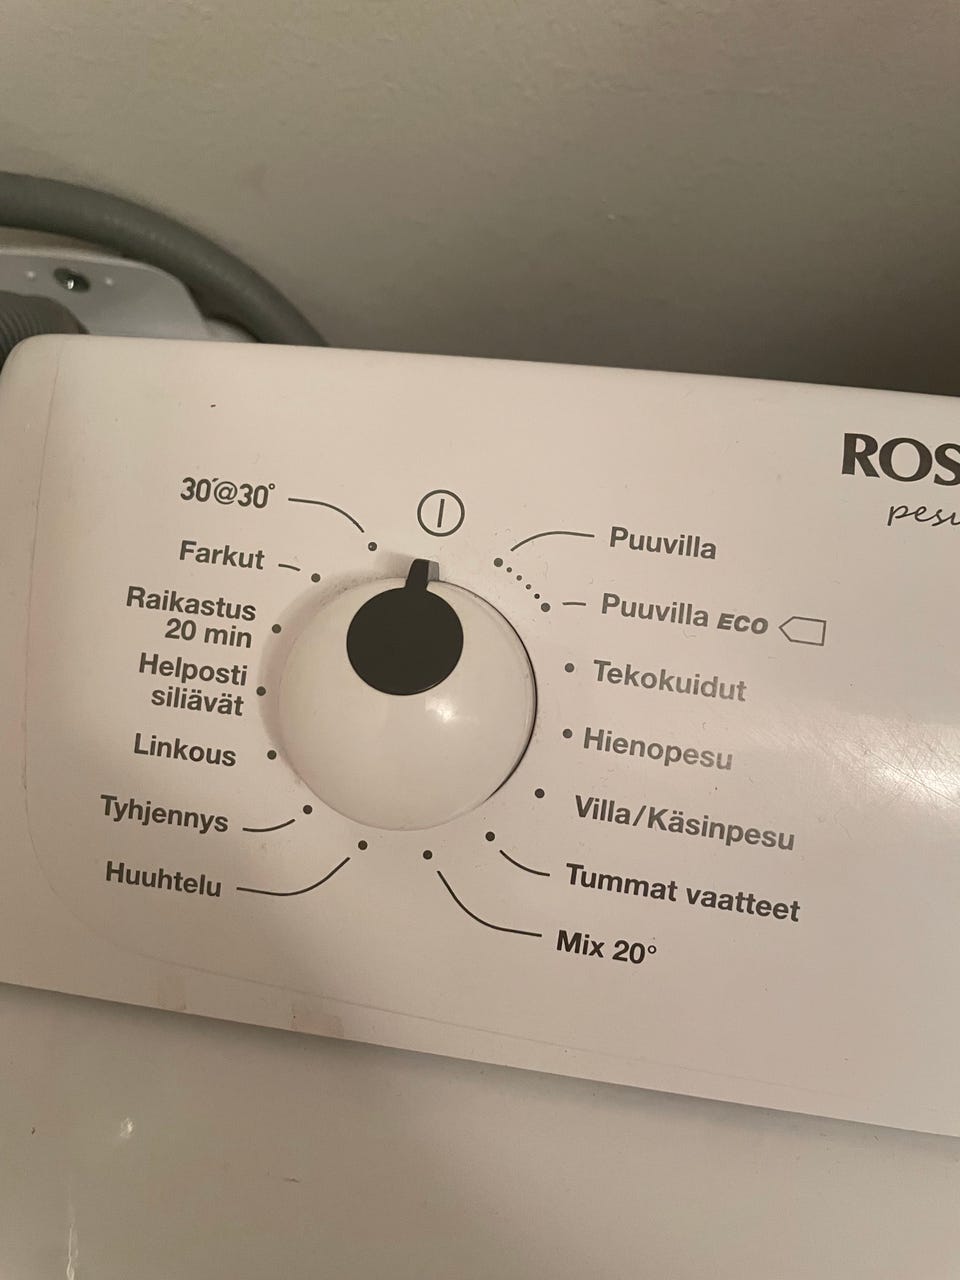 ROS
pesu
30'@30°
Farkut
Raikastus
20 min
Helposti
siliävät
Linkous
Tyhjennys
Huuhtelu
Puuvilla
Puuvilla ECO
Tekokuidut
Hienopesu
Villa/Käsinpesu
Tummat vaatteet
Mix 20°